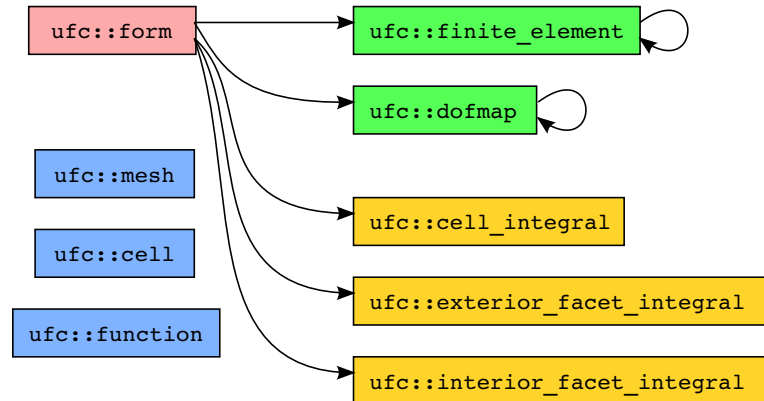 ufc::form
ufc::finite_element
ufc::dofmap
ufc::mesh
ufc::cell_integral
ufc::cell
ufc::exterior_facet_integral
ufc::function
ufc::interior_facet_integral